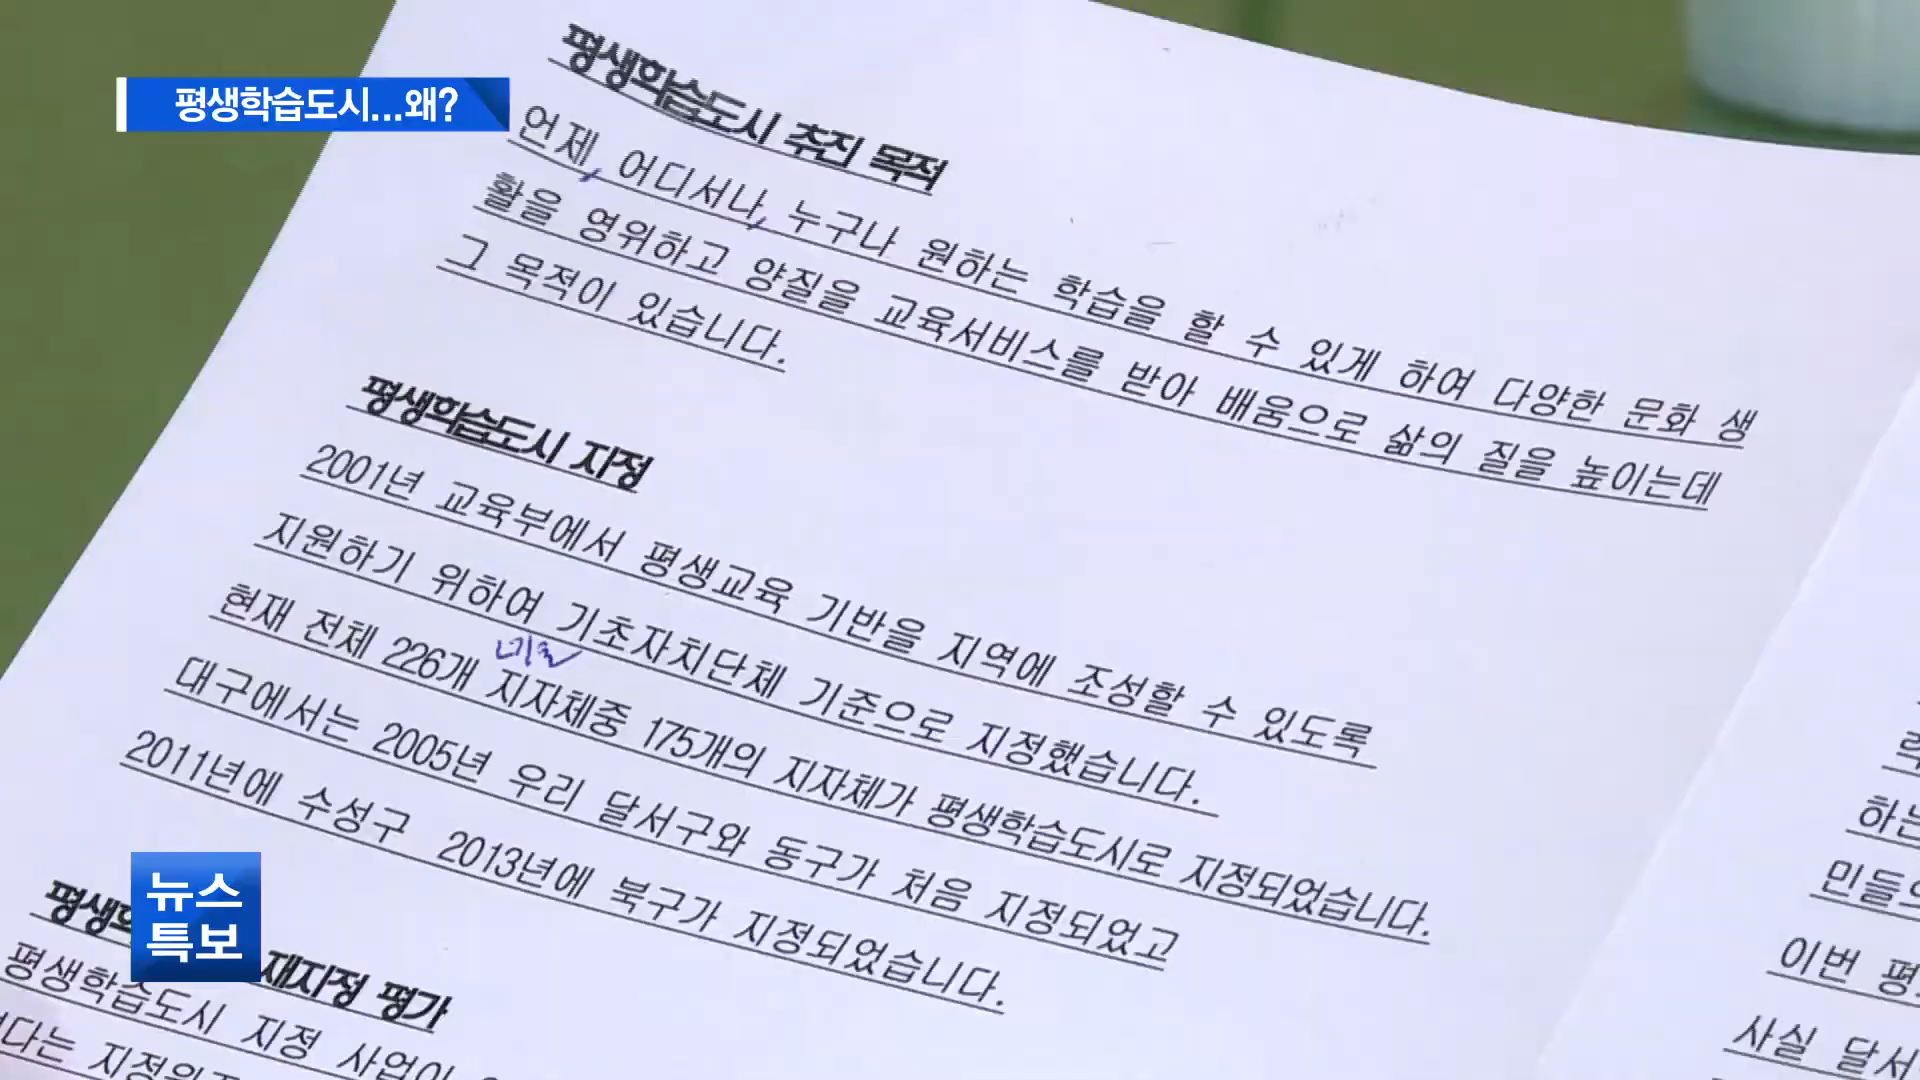 평생학습도시...왜?
평생학습도시 추진 목적
언제, 어디서나, 누구나 원하는 학습을 할 수 있게 하여 다양한 문화 생
활을 영위하고 양질을 교육서비스를 받아 배움으로 삶의 질을 높이는데
그 목적이 있습니다.
평생학습도시 지정
2001년 교육부에서 평생교육 기반을 지역에 조성할 수 있도록
지원하기 위하여 기초자치단체 기준으로 지정했습니다.
현재 전체 226개 지자체중 175개의 지자체가 평생학습도시로 지정되었습니다.
대구에서는 2005년 우리 달서구와 동구가 처음 지정되었고
2011년에 수성구 2013년에 북구가 지정되었습니다.
재지정 평가
평생학습도시 지정 사업이
하는
민들
이번
사실 달서
뉴스
특보